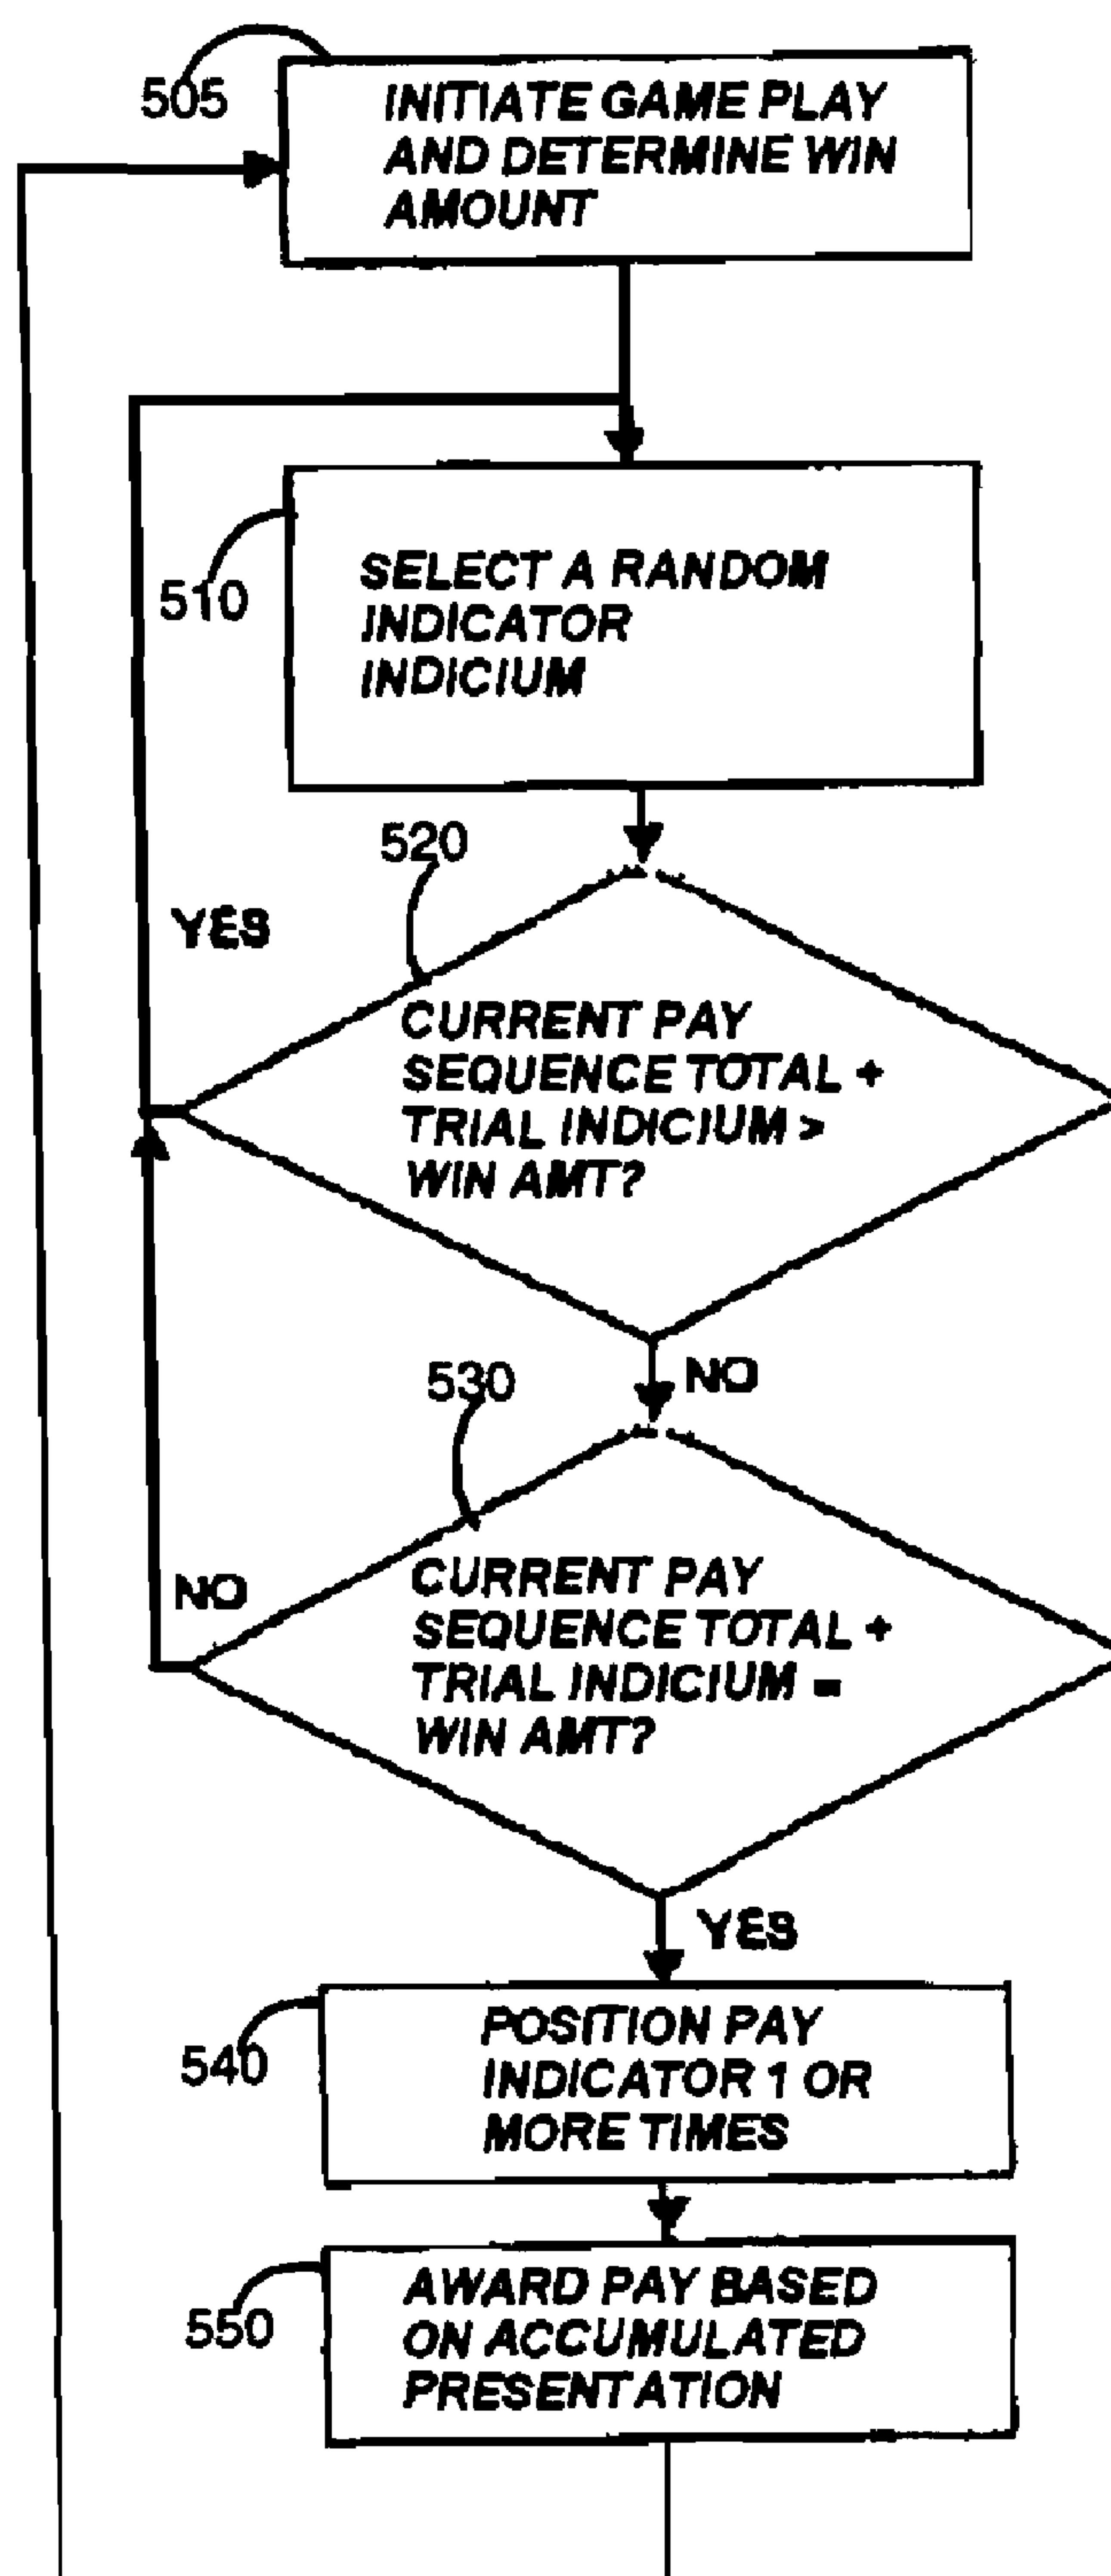 505
INITIATE GAME PLAY
AND DETERMINE WIN
AMOUNT
510
SELECT A RANDOM
INDICATOR
INDICIUM
520
YES
CURRENT PAY
SEQUENCE TOTAL +
TRIAL INDICIUM >
WIN AMT?
NO
530
CURRENT PAY
SEQUENCE TOTAL +
TRIAL INDICIUM =
WIN AMT?
NO
YES
540
POSITION PAY
INDICATOR 1 OR
MORE TIMES
550
AWARD PAY BASED
ON ACCUMULATED
PRESENTATION